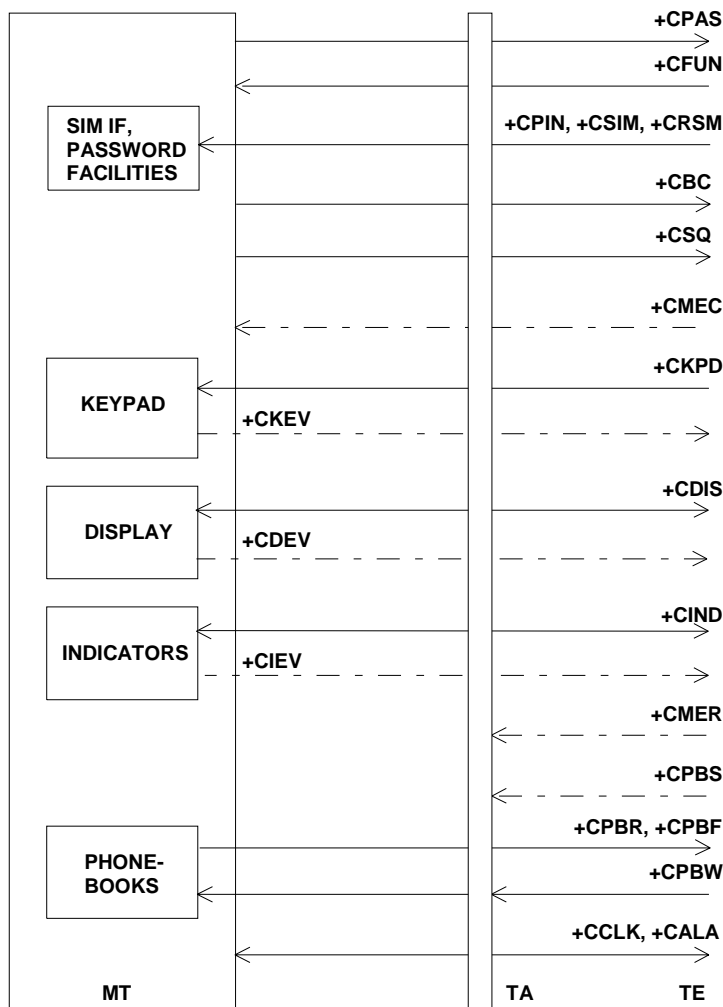 +CPAS
+CFUN
SIM IF,
PASSWORD
FACILITIES
+CPIN, +CSIM, +CRSM
+CBC
+CSQ
+CMEC
+CKPD
KEYPAD
+CKEV
+CDIS
DISPLAY
+CDEV
+CIND
INDICATORS
+CIEV
+CMER
+CPBS
+CPBR, +CPBF
PHONE-
BOOKS
+CPBW
+CCLK, +CALA
MT TA TE